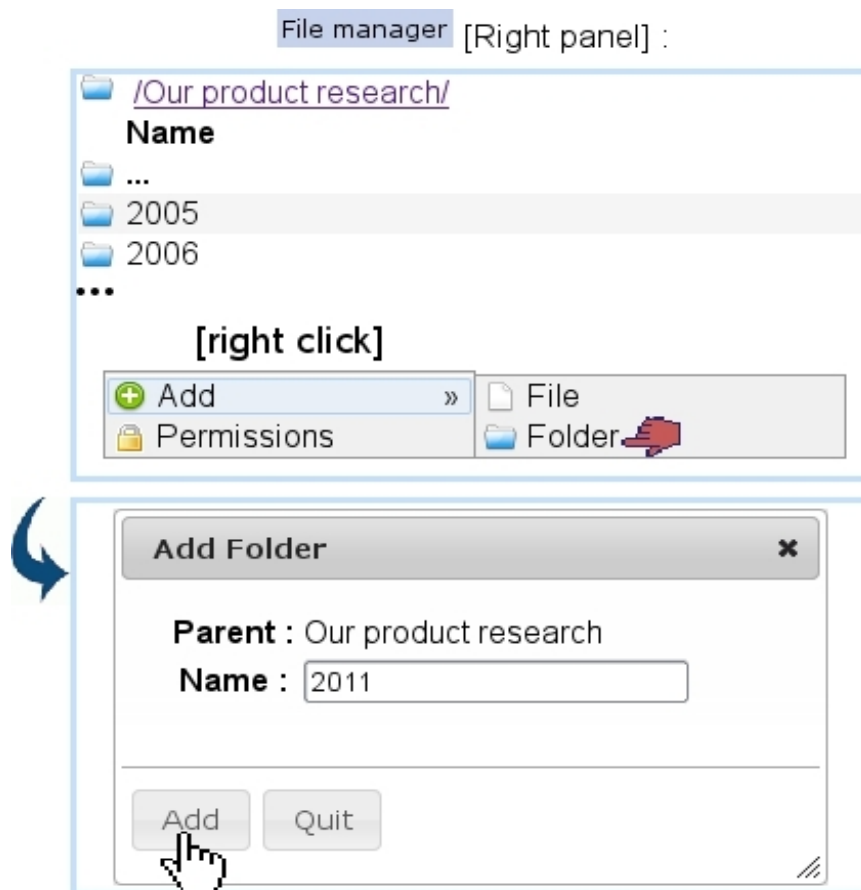 File manager [Right panel] :
/Our product research/
Name
...
2005
2006
...
[right click]
Add » File
Permissions Folder
Add Folder ×
Parent : Our product research
Name : 2011
Add Quit